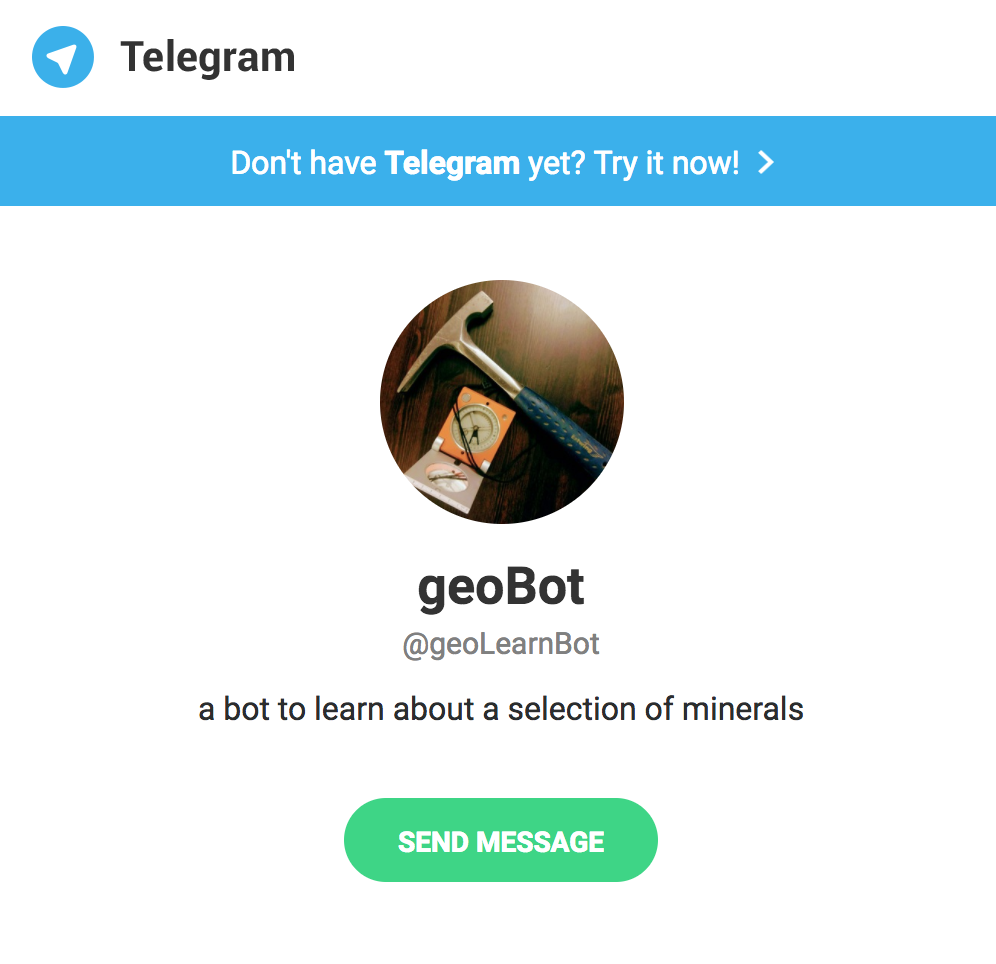 Telegram
Don't have Telegram yet? Try it now!
geoBot
@geoLearnBot
a bot to learn about a selection of minerals
SEND MESSAGE